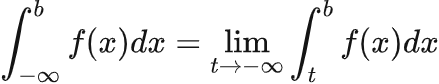 ∫_{-∞}^{b} f(x)dx = lim_{t→-∞} ∫_{t}^{b} f(x)dx